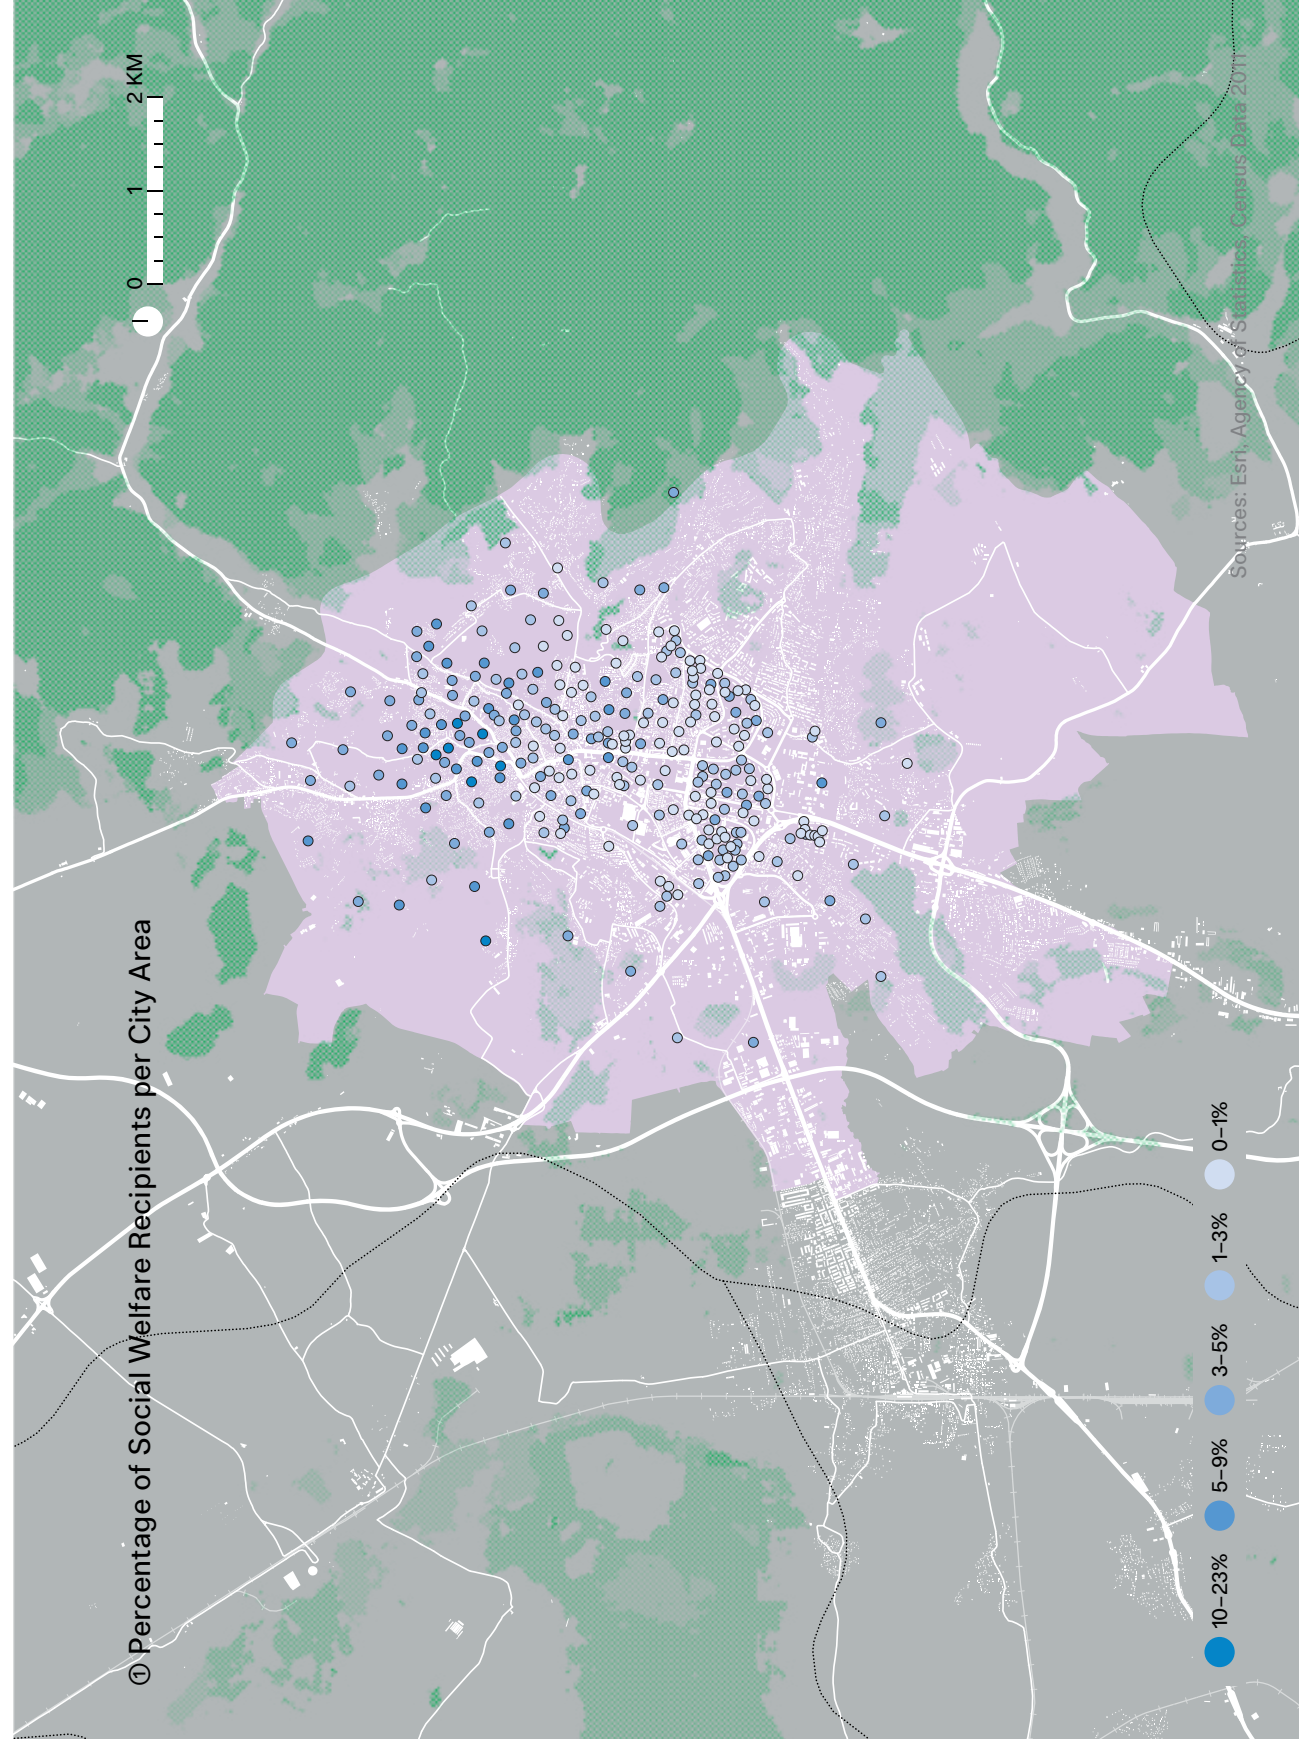 ① Percentage of Social Welfare Recipients per City Area
0 1 2 KM
10–23% 5–9% 3–5% 1–3% 0–1%
Sources: Esri, Agency of Statistics, Census Data 2011